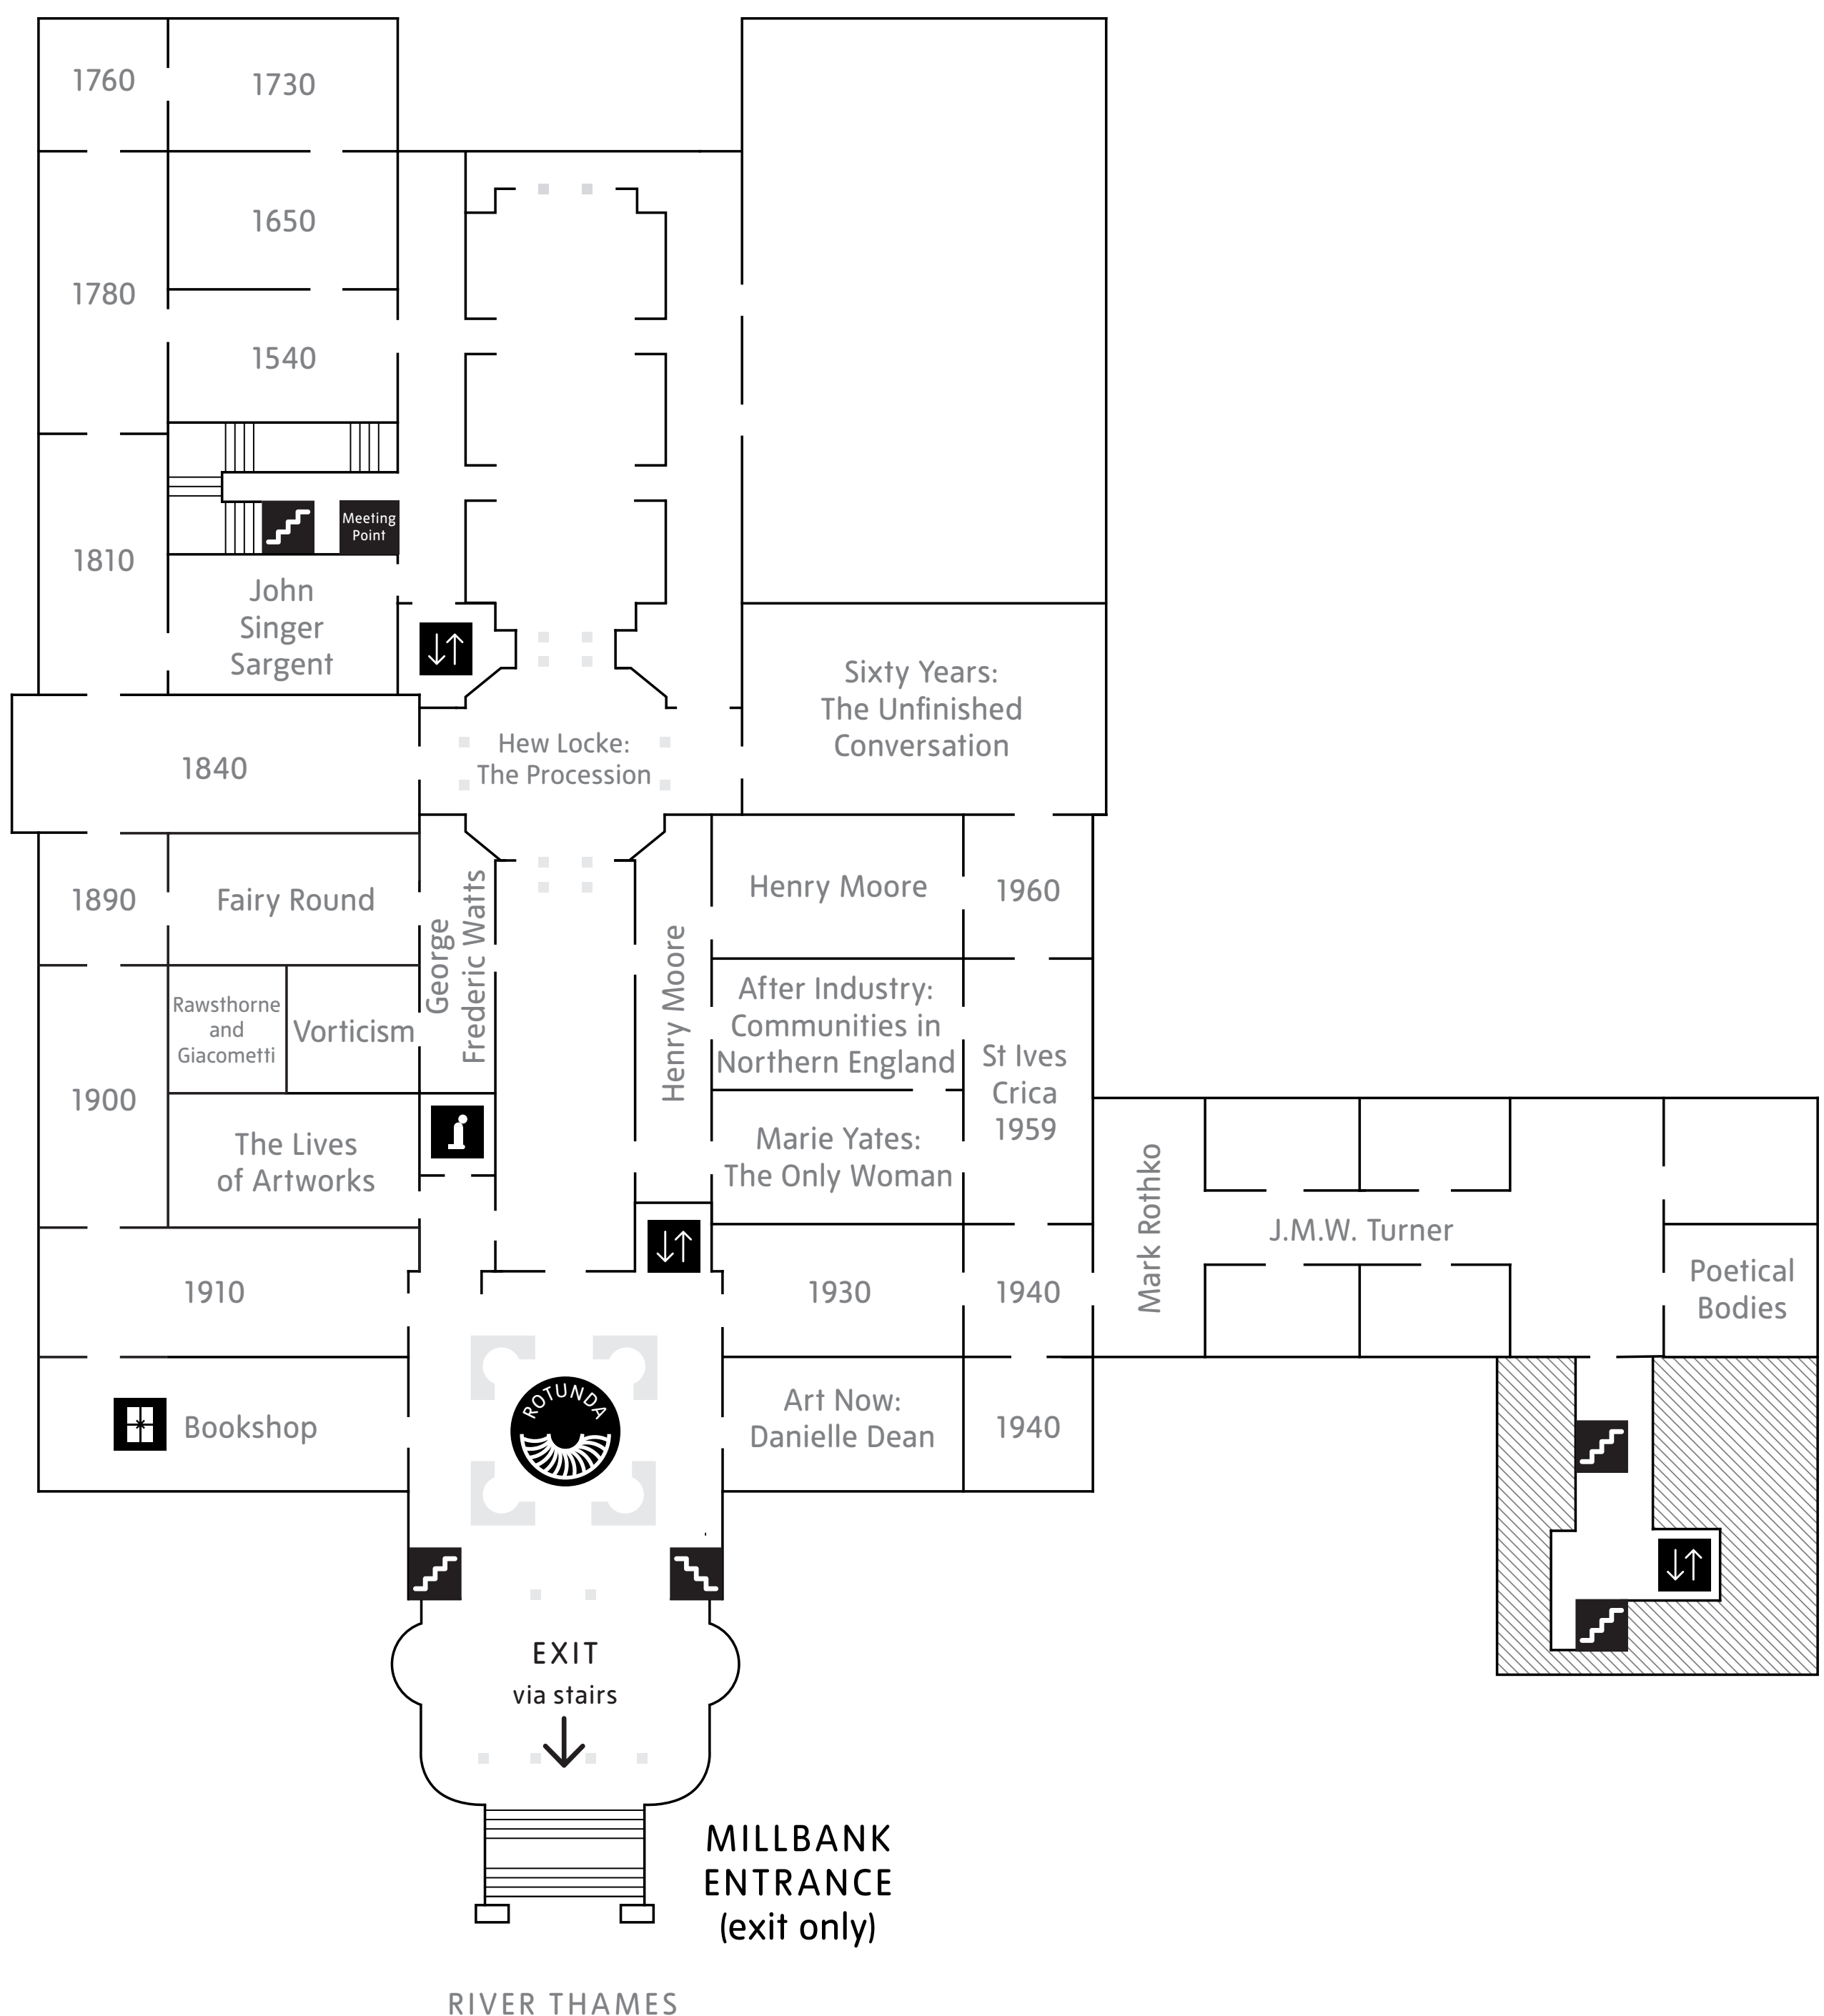 1760
1730
1650
1780
1540
Meeting
Point
1810
John
Singer
Sargent
Sixty Years:
The Unfinished
Conversation
Hew Locke:
The Procession
1840
1890
Fairy Round
George
Frederic Watts
Henry Moore
Henry Moore
1960
Rawsthorne
and
Giacometti
Vorticism
After Industry:
Communities in
Northern England
St Ives
Crica
1959
1900
The Lives
of Artworks
Marie Yates:
The Only Woman
Mark Rothko
J.M.W. Turner
Poetical
Bodies
1910
1930
1940
Bookshop
ROTUNDA
Art Now:
Danielle Dean
1940
EXIT
via stairs
MILLBANK
ENTRANCE
(exit only)
RIVER THAMES